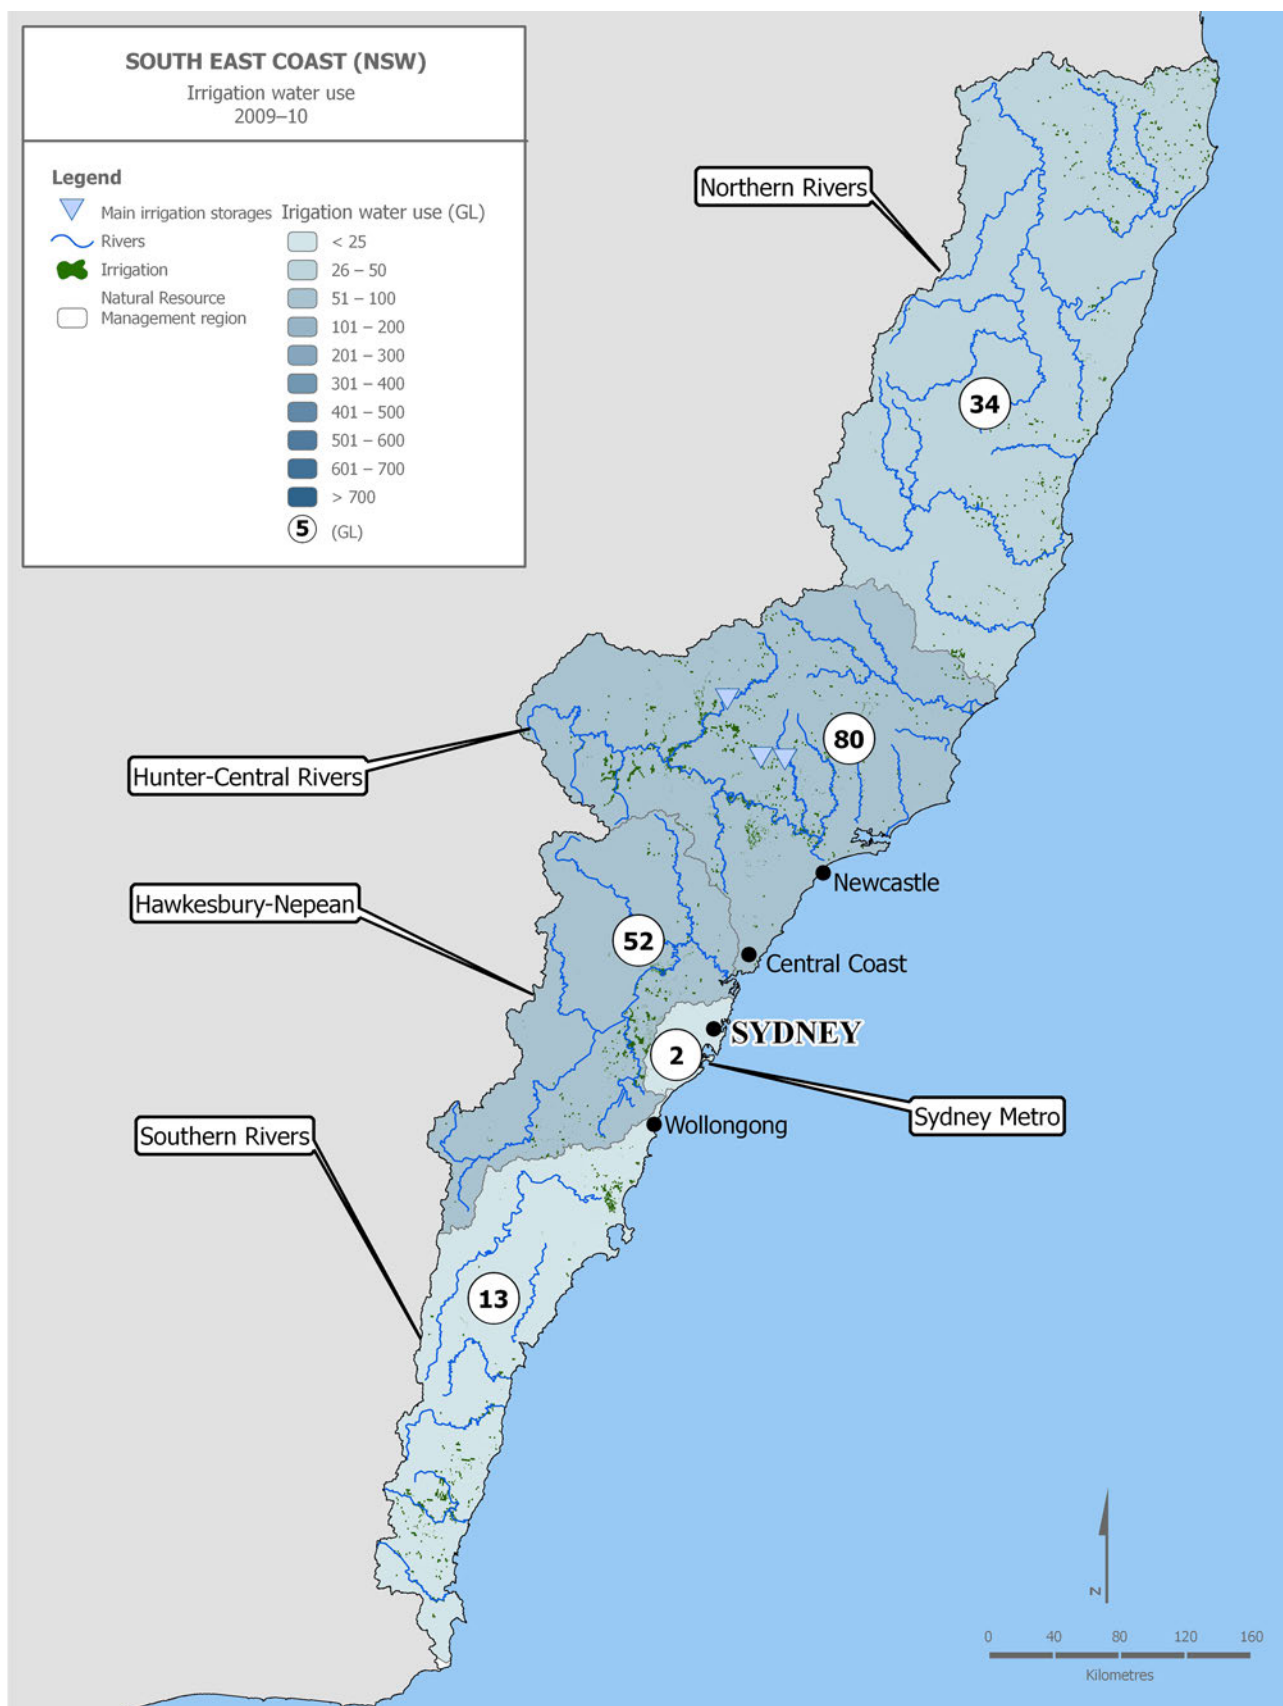 SOUTH EAST COAST (NSW)
Irrigation water use
2009–10
Legend
Main irrigation storages
Rivers
Irrigation
Natural Resource
Management region
Irigation water use (GL)
< 25
26 – 50
51 – 100
101 – 200
201 – 300
301 – 400
401 – 500
501 – 600
601 – 700
> 700
5 (GL)
Northern Rivers
34
Hunter-Central Rivers
80
Newcastle
Hawkesbury-Nepean
52
Central Coast
SYDNEY
2
Sydney Metro
Wollongong
Southern Rivers
13
N
0 40 80 120 160
Kilometres